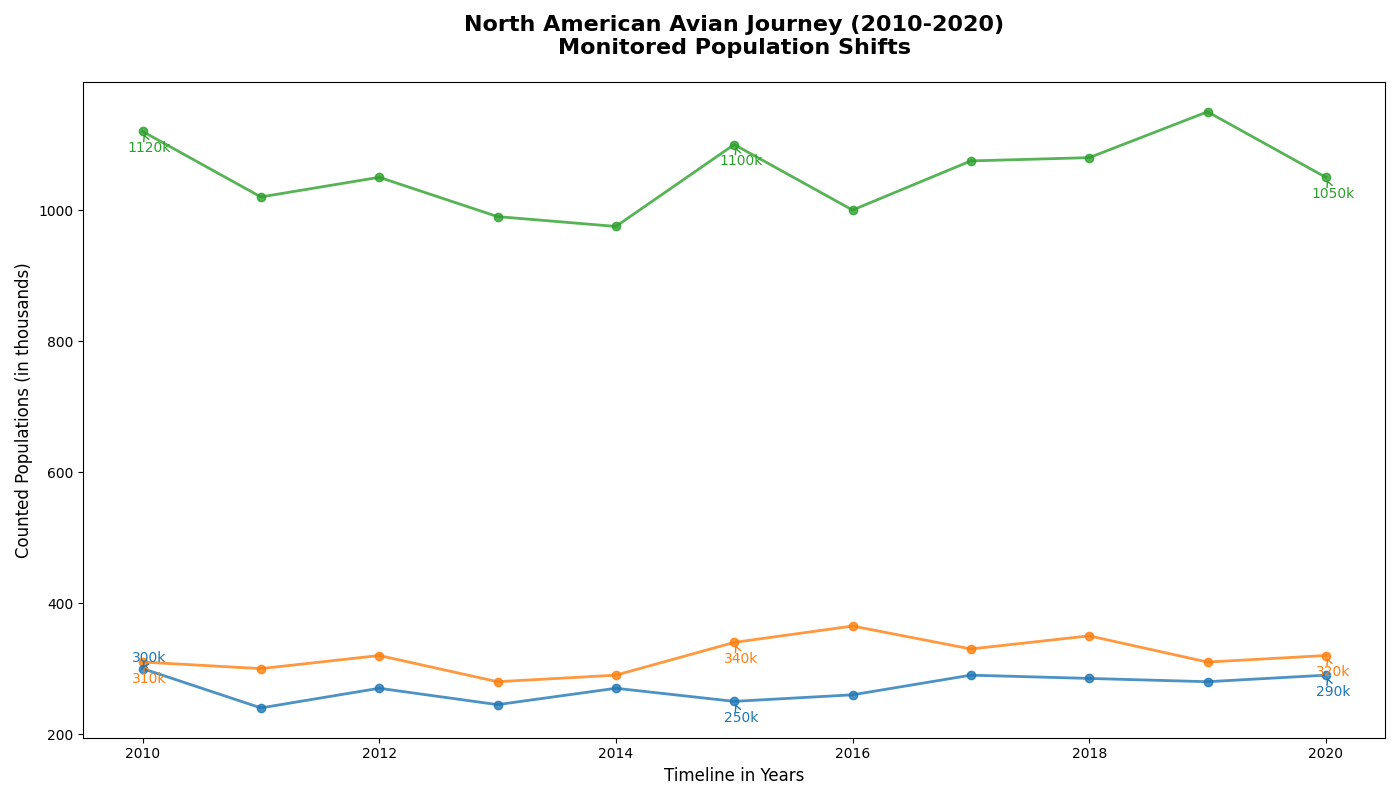 North American Avian Journey (2010-2020)
Monitored Population Shifts
Counted Populations (in thousands)
1000
800
600
400
200
1120k
1100k
1050k
300k
310k
340k
320k
250k
290k
2010
2012
2014
2016
2018
2020
Timeline in Years